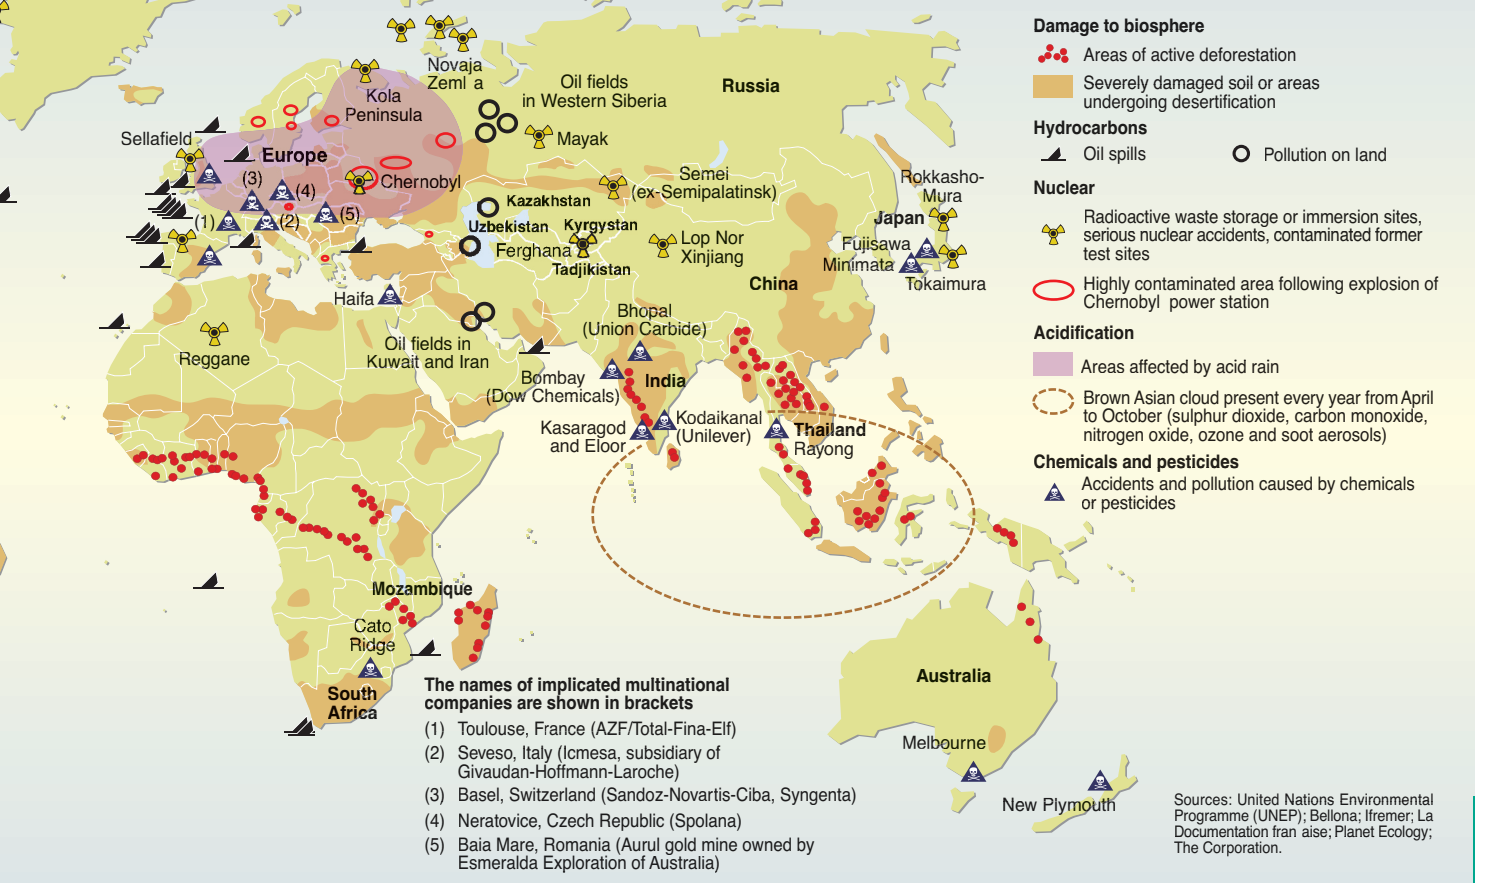 Novaja
Zeml a
Kola
Peninsula
Oil fields
in Western Siberia
Russia
Sellafield
Europe
Mayak
Chernobyl
(3)
(4)
(1)
(2)
(5)
Semei
(ex-Semipalatinsk)
Kazakhstan
Uzbekistan
Kyrgystan
Ferghana
Tadjikistan
Lop Nor
Xinjiang
China
Rokkasho-
Mura
Japan
Fujisawa
Minimata
Tokaimura
Haifa
Reggane
Oil fields in
Kuwait and Iran
Bhopal
(Union Carbide)
Bombay
(Dow Chemicals)
India
Kasaragod
and Eloor
Kodaikanal
(Unilever)
Thailand
Rayong
Mozambique
Cato
Ridge
South
Africa
Australia
Melbourne
New Plymouth
Damage to biosphere
Areas of active deforestation
Severely damaged soil or areas
undergoing desertification
Hydrocarbons
Oil spills
Pollution on land
Nuclear
Radioactive waste storage or immersion sites,
serious nuclear accidents, contaminated former
test sites
Highly contaminated area following explosion of
Chernobyl power station
Acidification
Areas affected by acid rain
Brown Asian cloud present every year from April
to October (sulphur dioxide, carbon monoxide,
nitrogen oxide, ozone and soot aerosols)
Chemicals and pesticides
Accidents and pollution caused by chemicals
or pesticides
The names of implicated multinational
companies are shown in brackets
(1) Toulouse, France (AZF/Total-Fina-Elf)
(2) Seveso, Italy (Icmesa, subsidiary of
Givaudan-Hoffmann-Laroche)
(3) Basel, Switzerland (Sandoz-Novartis-Ciba, Syngenta)
(4) Neratovice, Czech Republic (Spolana)
(5) Baia Mare, Romania (Aurul gold mine owned by
Esmeralda Exploration of Australia)
Sources: United Nations Environmental
Programme (UNEP); Bellona; Ifremer; La
Documentation fran aise; Planet Ecology;
The Corporation.